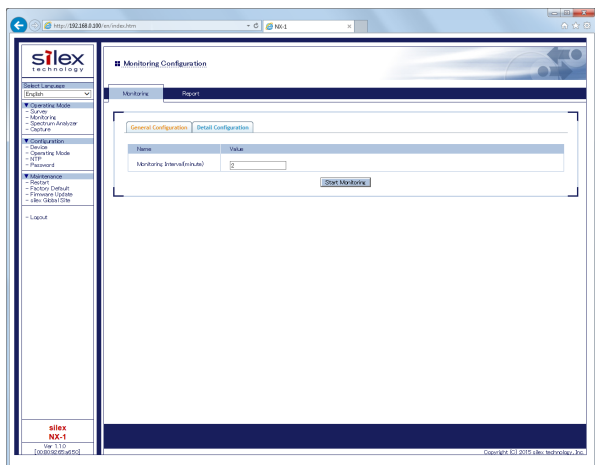 http://192.168.0.100/en/index.htm
NX-1
silex
technology
Monitoring Configuration
Select Language
English
Monitoring Report
▼ Operating Mode
- Survey
- Monitoring
- Spectrum Analyzer
- Capture
General Configuration Detail Configuration
▼ Configuration
- Device
- Operating Mode
- NTP
- Password
Name Value
Monitoring Interval(minute) 2
▼ Maintenance
- Restart
- Factory Default
- Firmware Update
- silex Global Site
Start Monitoring
- Logout
silex
NX-1
Ver 1.1.0
[0080926Sa650]
Copyright (C) 2015 silex technology, Inc.